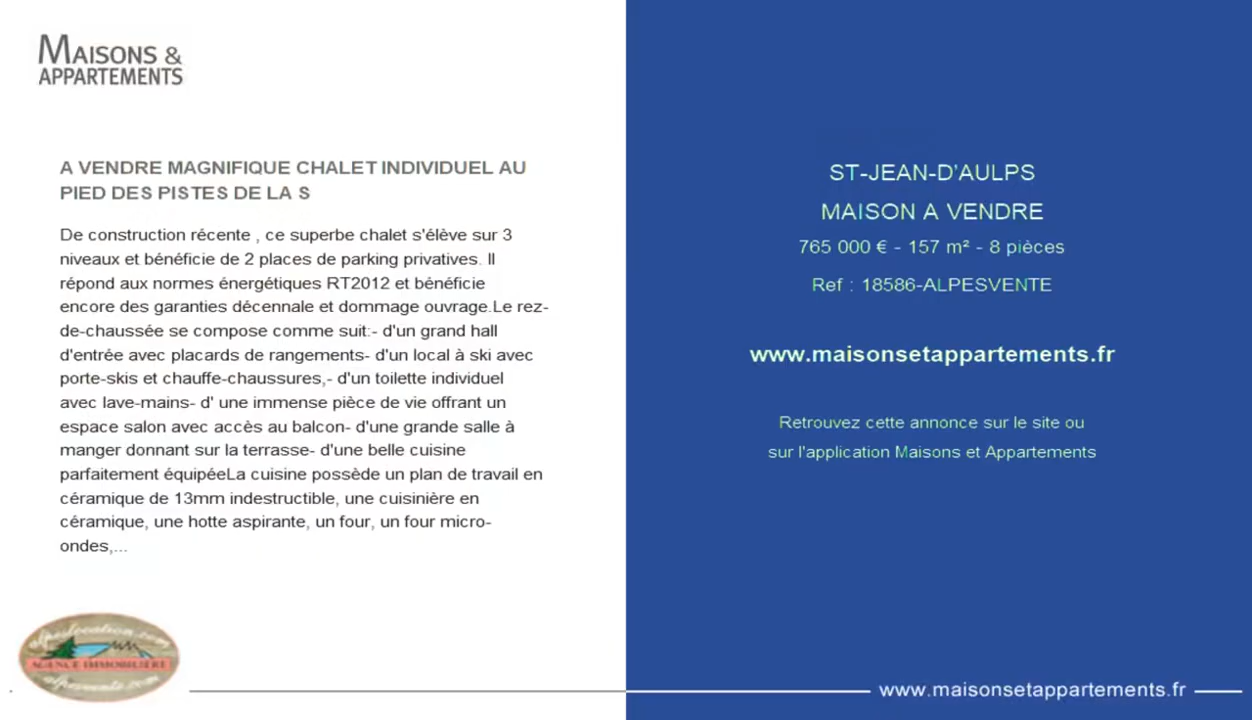 MAISONS &
APPARTEMENTS
A VENDRE MAGNIFIQUE CHALET INDIVIDUEL AU
PIED DES PISTES DE LA S
De construction récente , ce superbe chalet s'élève sur 3
niveaux et bénéficie de 2 places de parking privatives. Il
répond aux normes énergétiques RT2012 et bénéficie
encore des garanties décennale et dommage ouvrage.Le rez-
de-chaussée se compose comme suit:- d'un grand hall
d'entrée avec placards de rangements- d'un local à ski avec
porte-skis et chauffe-chaussures,- d'un toilette individuel
avec lave-mains- d' une immense pièce de vie offrant un
espace salon avec accès au balcon- d'une grande salle à
manger donnant sur la terrasse- d'une belle cuisine
parfaitement équipéeLa cuisine possède un plan de travail en
céramique de 13mm indestructible, une cuisinière en
céramique, une hotte aspirante, un four, un four micro-
ondes,...
alpeslocation.com
AGENCE IMMOBILIERE
alpesvente.com
ST-JEAN-D'AULPS
MAISON A VENDRE
765 000 € - 157 m² - 8 pièces
Ref : 18586-ALPESVENTE
www.maisonsetappartements.fr
Retrouvez cette annonce sur le site ou
sur l'application Maisons et Appartements
www.maisonsetappartements.fr